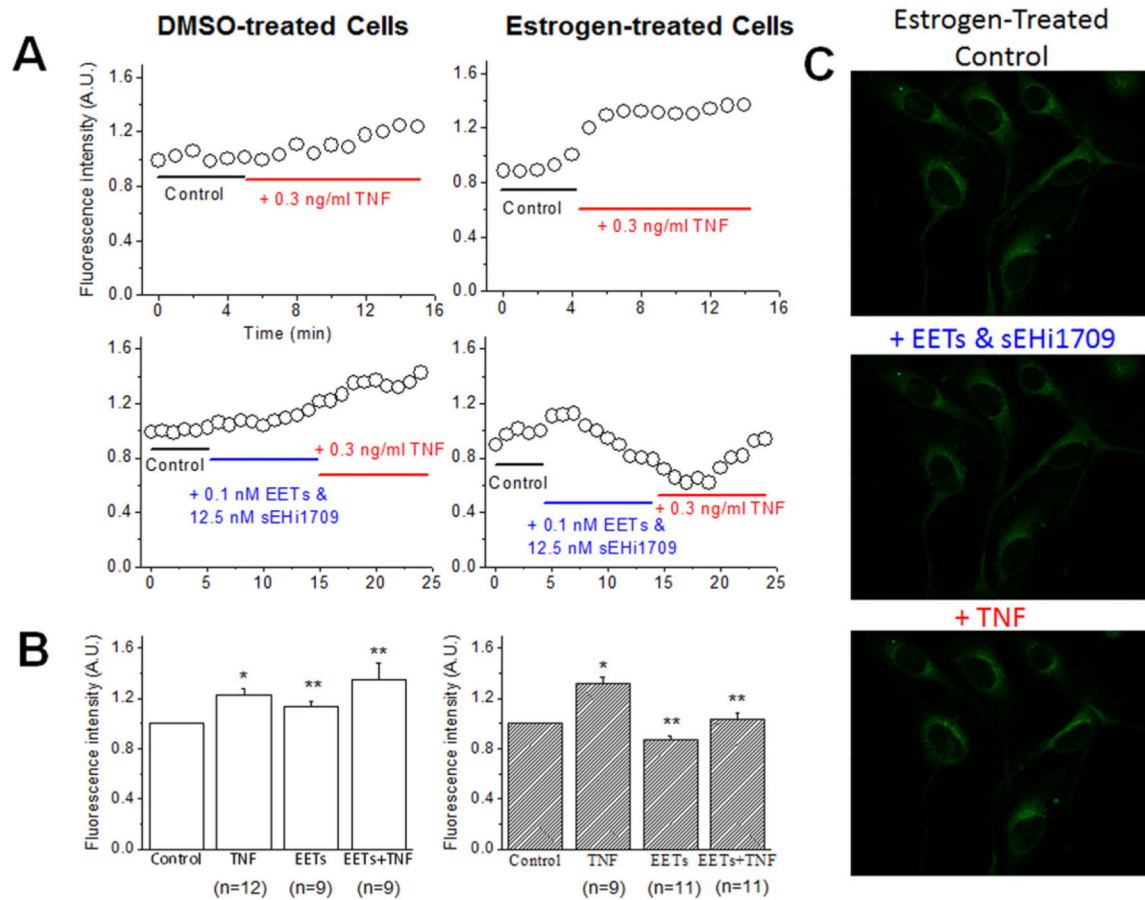 DMSO-treated Cells
Estrogen-treated Cells
A
Fluorescence intensity (A.U.)
1.6
1.2
0.8
0.4
0.0
Control
+ 0.3 ng/ml TNF
0 4 8 12 16
Time (min)
1.6
1.2
0.8
0.4
0.0
Control
+ 0.3 ng/ml TNF
0 2 4 6 8 10 12 14 16
1.6
1.2
0.8
0.4
0.0
Control
+ 0.3 ng/ml TNF
+ 0.1 nM EETs &
12.5 nM sEHi1709
0 5 10 15 20 25
1.6
1.2
0.8
0.4
0.0
Control
+ 0.3 ng/ml TNF
+ 0.1 nM EETs &
12.5 nM sEHi1709
0 5 10 15 20 25
B
Fluorescence intensity (A.U.)
1.6
1.2
0.8
0.4
0.0
*
**
**
Control TNF EETs EETs+TNF
(n=12) (n=9) (n=9)
Fluorescence intensity (A.U.)
1.6
1.2
0.8
0.4
0.0
*
**
**
Control TNF EETs EETs+TNF
(n=9) (n=11) (n=11)
C
Estrogen-Treated
Control
+ EETs & sEHi1709
+ TNF